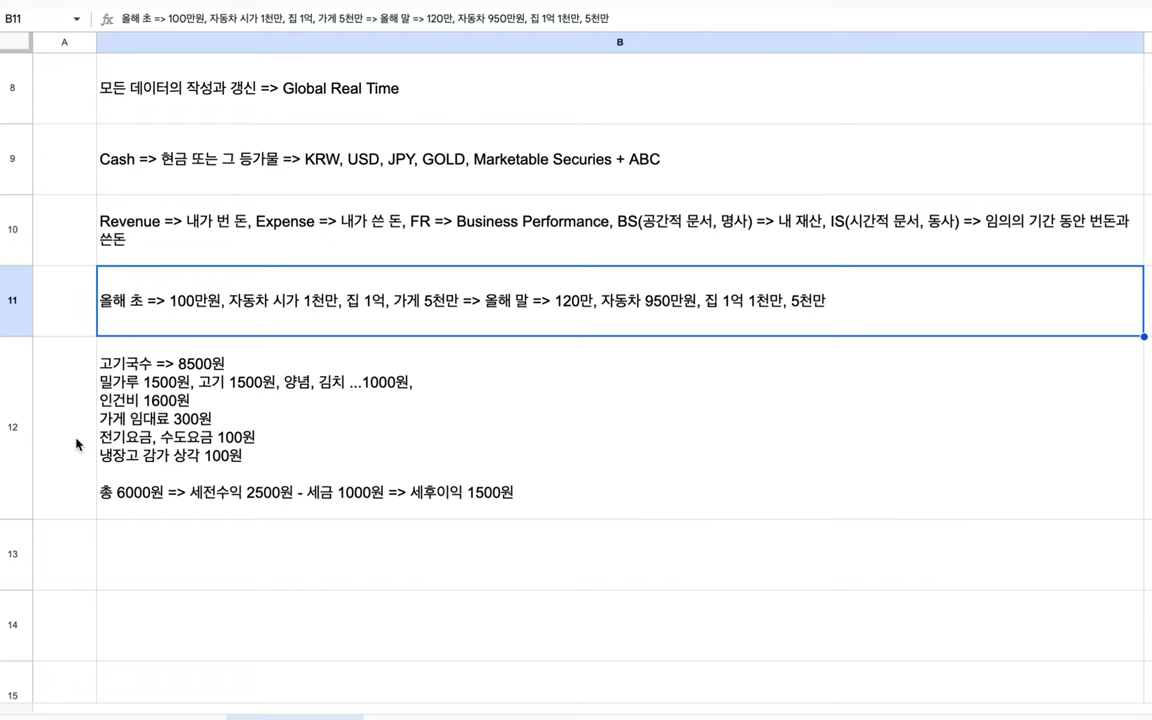 B11
fx 올해 초 => 100만원, 자동차 시가 1천만, 집 1억, 가게 5천만 => 올해 말 => 120만, 자동차 950만원, 집 1억 1천만, 5천만
A B
8 모든 데이터의 작성과 갱신 => Global Real Time
9 Cash => 현금 또는 그 등가물 => KRW, USD, JPY, GOLD, Marketable Securies + ABC
10 Revenue => 내가 번 돈, Expense => 내가 쓴 돈, FR => Business Performance, BS(공간적 문서, 명사) => 내 재산, IS(시간적 문서, 동사) => 임의의 기간 동안 번돈과
쓴돈
11 올해 초 => 100만원, 자동차 시가 1천만, 집 1억, 가게 5천만 => 올해 말 => 120만, 자동차 950만원, 집 1억 1천만, 5천만
고기국수 => 8500원
밀가루 1500원, 고기 1500원, 양념, 김치 ...1000원,
인건비 1600원
가게 임대료 300원
12 전기요금, 수도요금 100원
냉장고 감가 상각 100원
총 6000원 => 세전수익 2500원 - 세금 1000원 => 세후이익 1500원
13
14
15